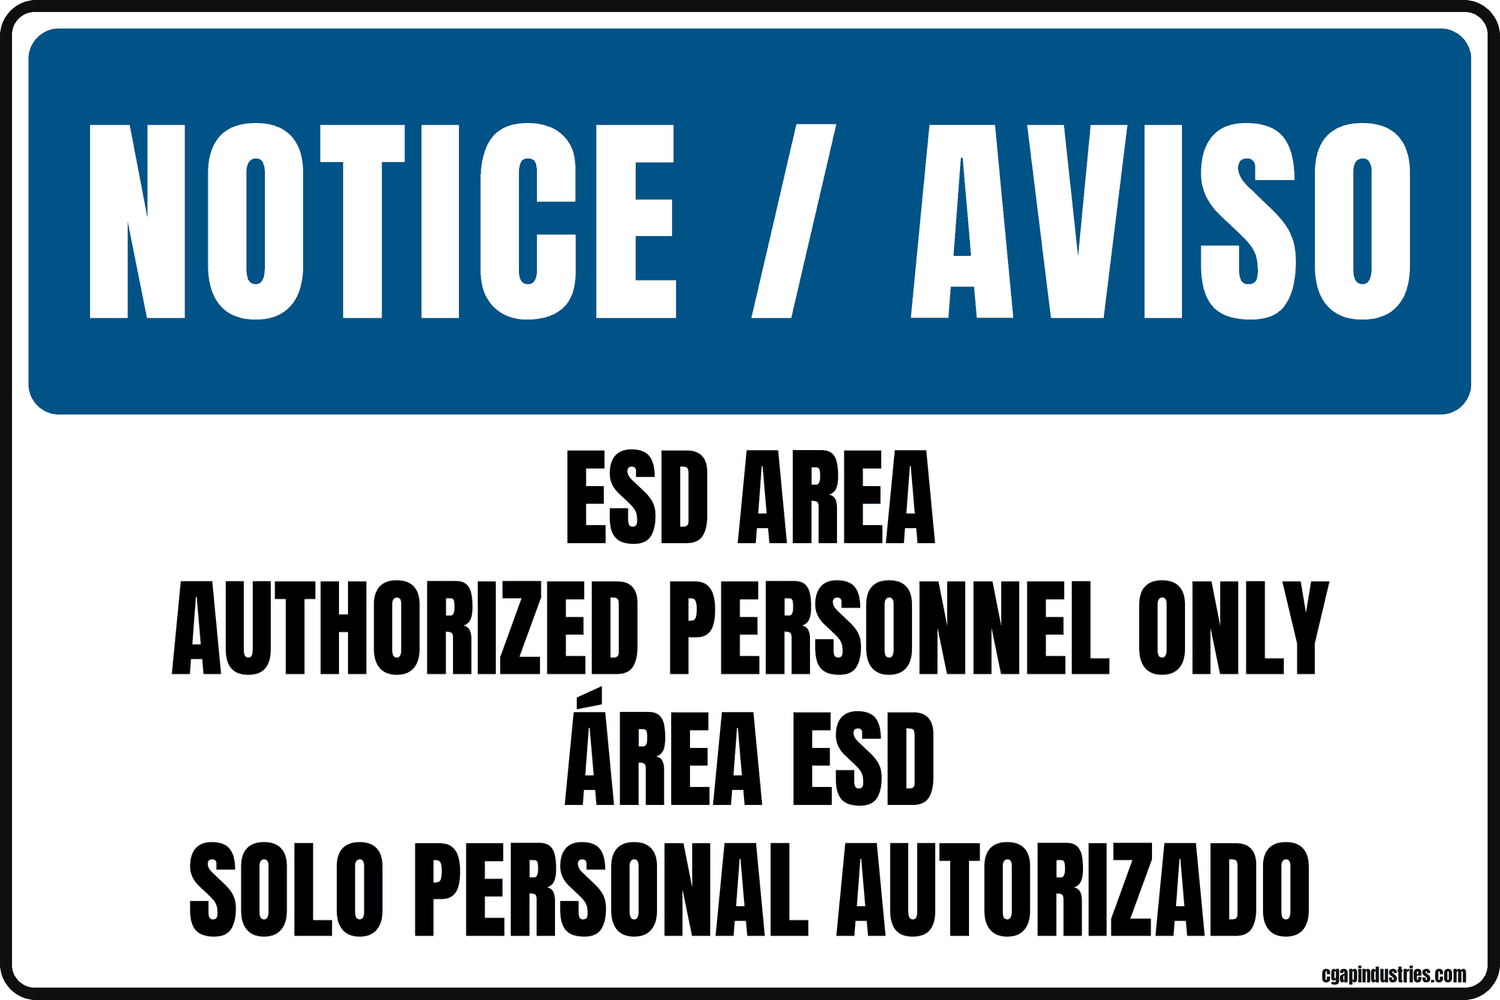 NOTICE / AVISO
ESD AREA
AUTHORIZED PERSONNEL ONLY
ÁREA ESD
SOLO PERSONAL AUTORIZADO
cgapindustries.com